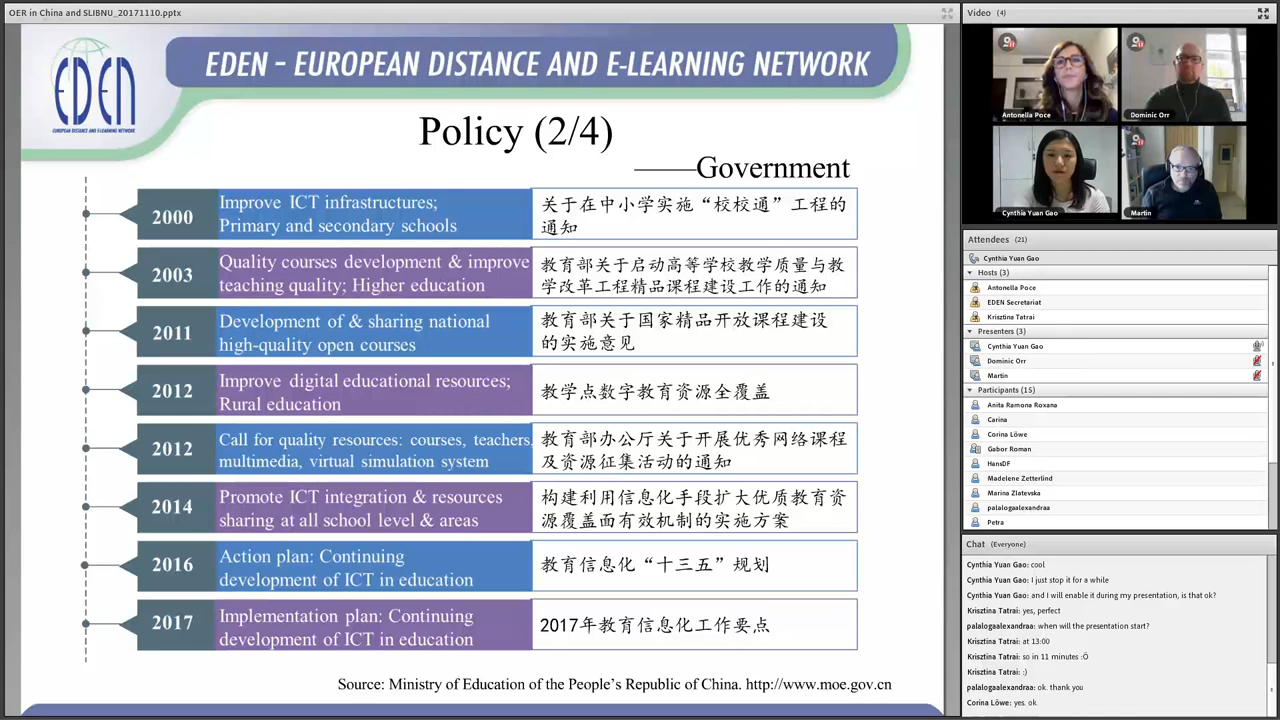 OER in China and SLIBNU_20171110.pptx
EDEN
EUROPEAN DISTANCE AND E-LEARNING NETWORK
EDEN – EUROPEAN DISTANCE AND E-LEARNING NETWORK
Policy (2/4)
——Government
2000
Improve ICT infrastructures;
Primary and secondary schools
关于在中小学实施“校校通”工程的
通知
2003
Quality courses development & improve
teaching quality; Higher education
教育部关于启动高等学校教学质量与教
学改革工程精品课程建设工作的通知
2011
Development of & sharing national
high-quality open courses
教育部关于国家精品开放课程建设
的实施意见
2012
Improve digital educational resources;
Rural education
教学点数字教育资源全覆盖
2012
Call for quality resources: courses, teachers,
multimedia, virtual simulation system
教育部办公厅关于开展优秀网络课程
及资源征集活动的通知
2014
Promote ICT integration & resources
sharing at all school level & areas
构建利用信息化手段扩大优质教育资
源覆盖面有效机制的实施方案
2016
Action plan: Continuing
development of ICT in education
教育信息化“十三五”规划
2017
Implementation plan: Continuing
development of ICT in education
2017年教育信息化工作要点
Source: Ministry of Education of the People's Republic of China. http://www.moe.gov.cn
Video (4)
Antonella Poce
Dominic Orr
Cynthia Yuan Gao
Martin
Attendees (21)
Cynthia Yuan Gao
Hosts (3)
Antonella Poce
EDEN Secretariat
Krisztina Tatrai
Presenters (3)
Cynthia Yuan Gao
Dominic Orr
Martin
Participants (15)
Anita Ramona Roxana
Carina
Corina Löwe
Gabor Roman
HansDF
Madelene Zetterlind
Marina Zlatevska
palalogaalexandraa
Petra
Chat (Everyone)
Cynthia Yuan Gao: cool
Cynthia Yuan Gao: I just stop it for a while
Cynthia Yuan Gao: and I will enable it during my presentation, is that ok?
Krisztina Tatrai: yes, perfect
palalogaalexandraa: when will the presentation start?
Krisztina Tatrai: at 13:00
Krisztina Tatrai: so in 11 minutes :Ö
Krisztina Tatrai: :)
palalogaalexandraa: ok. thank you
Corina Löwe: yes. ok